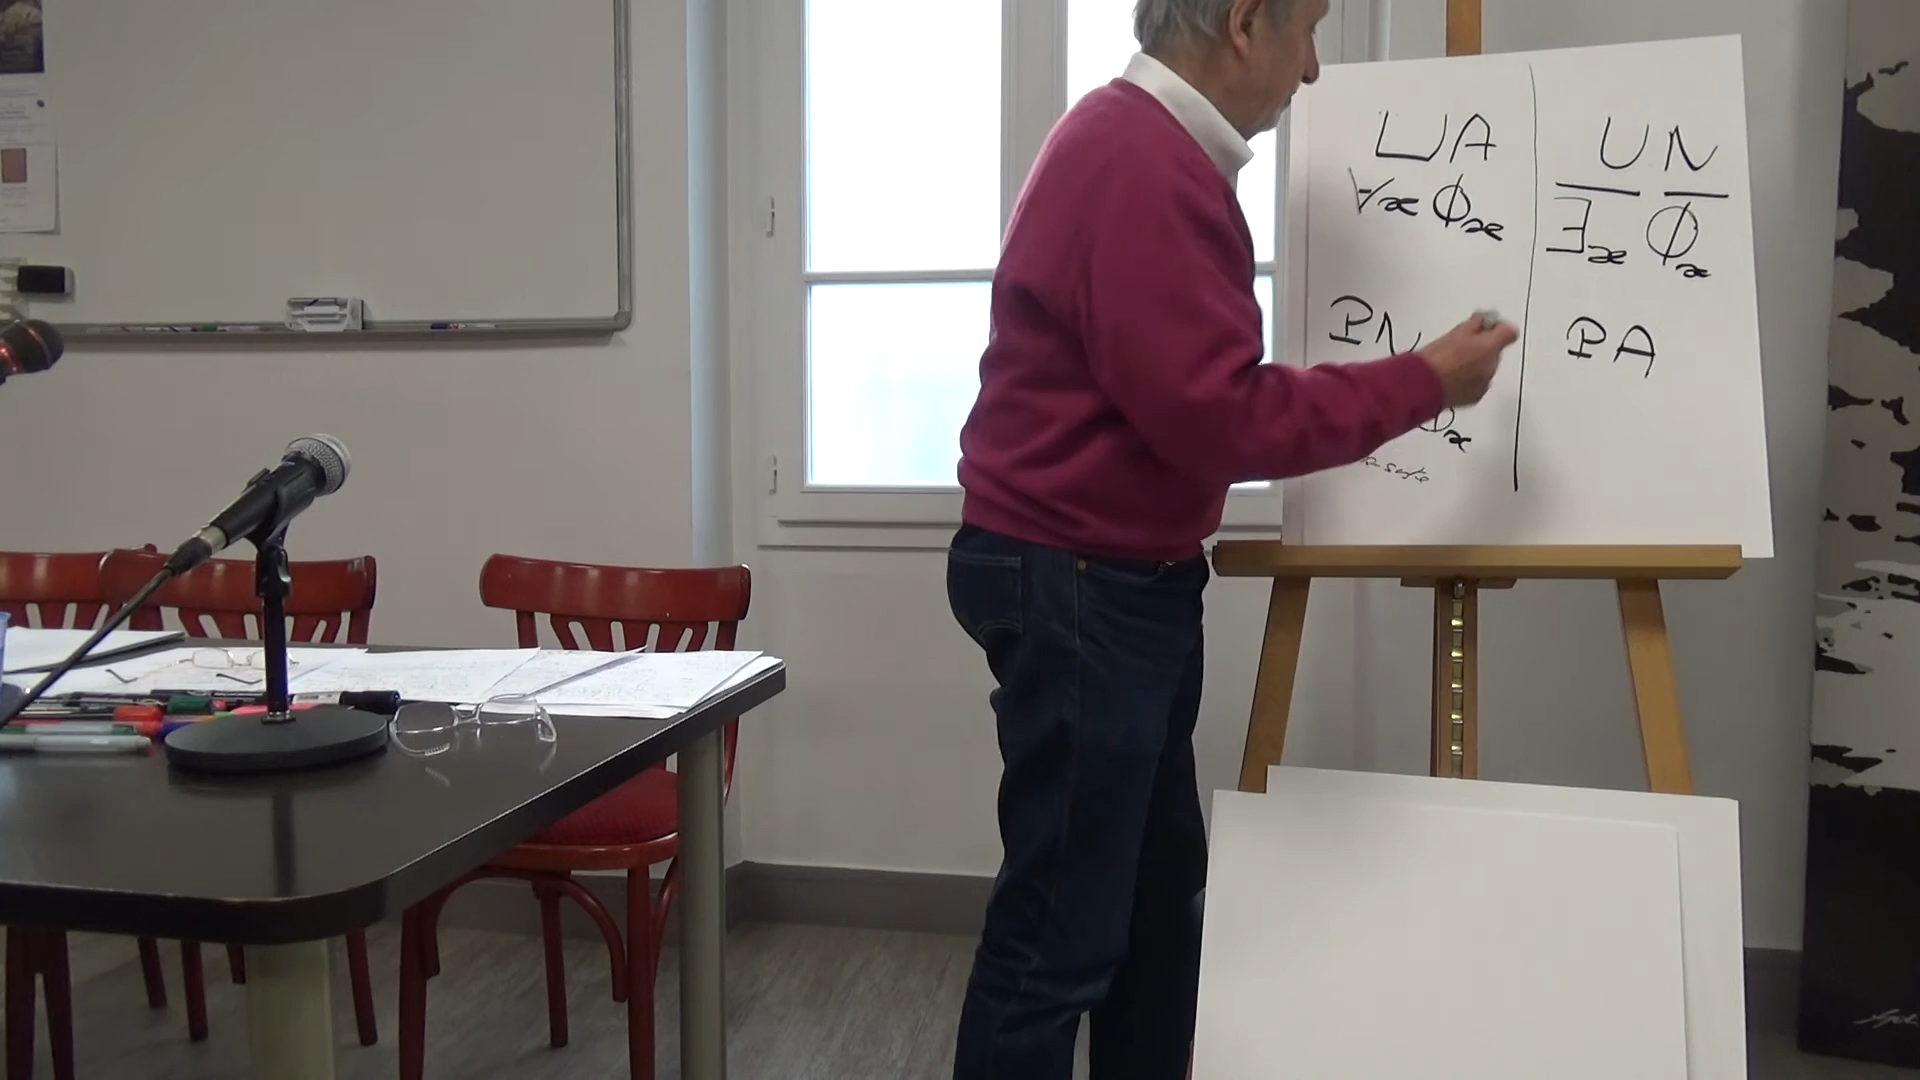 UA
∀x Φx
UN
∃̅x Φ̅x
PN
Φx
PA